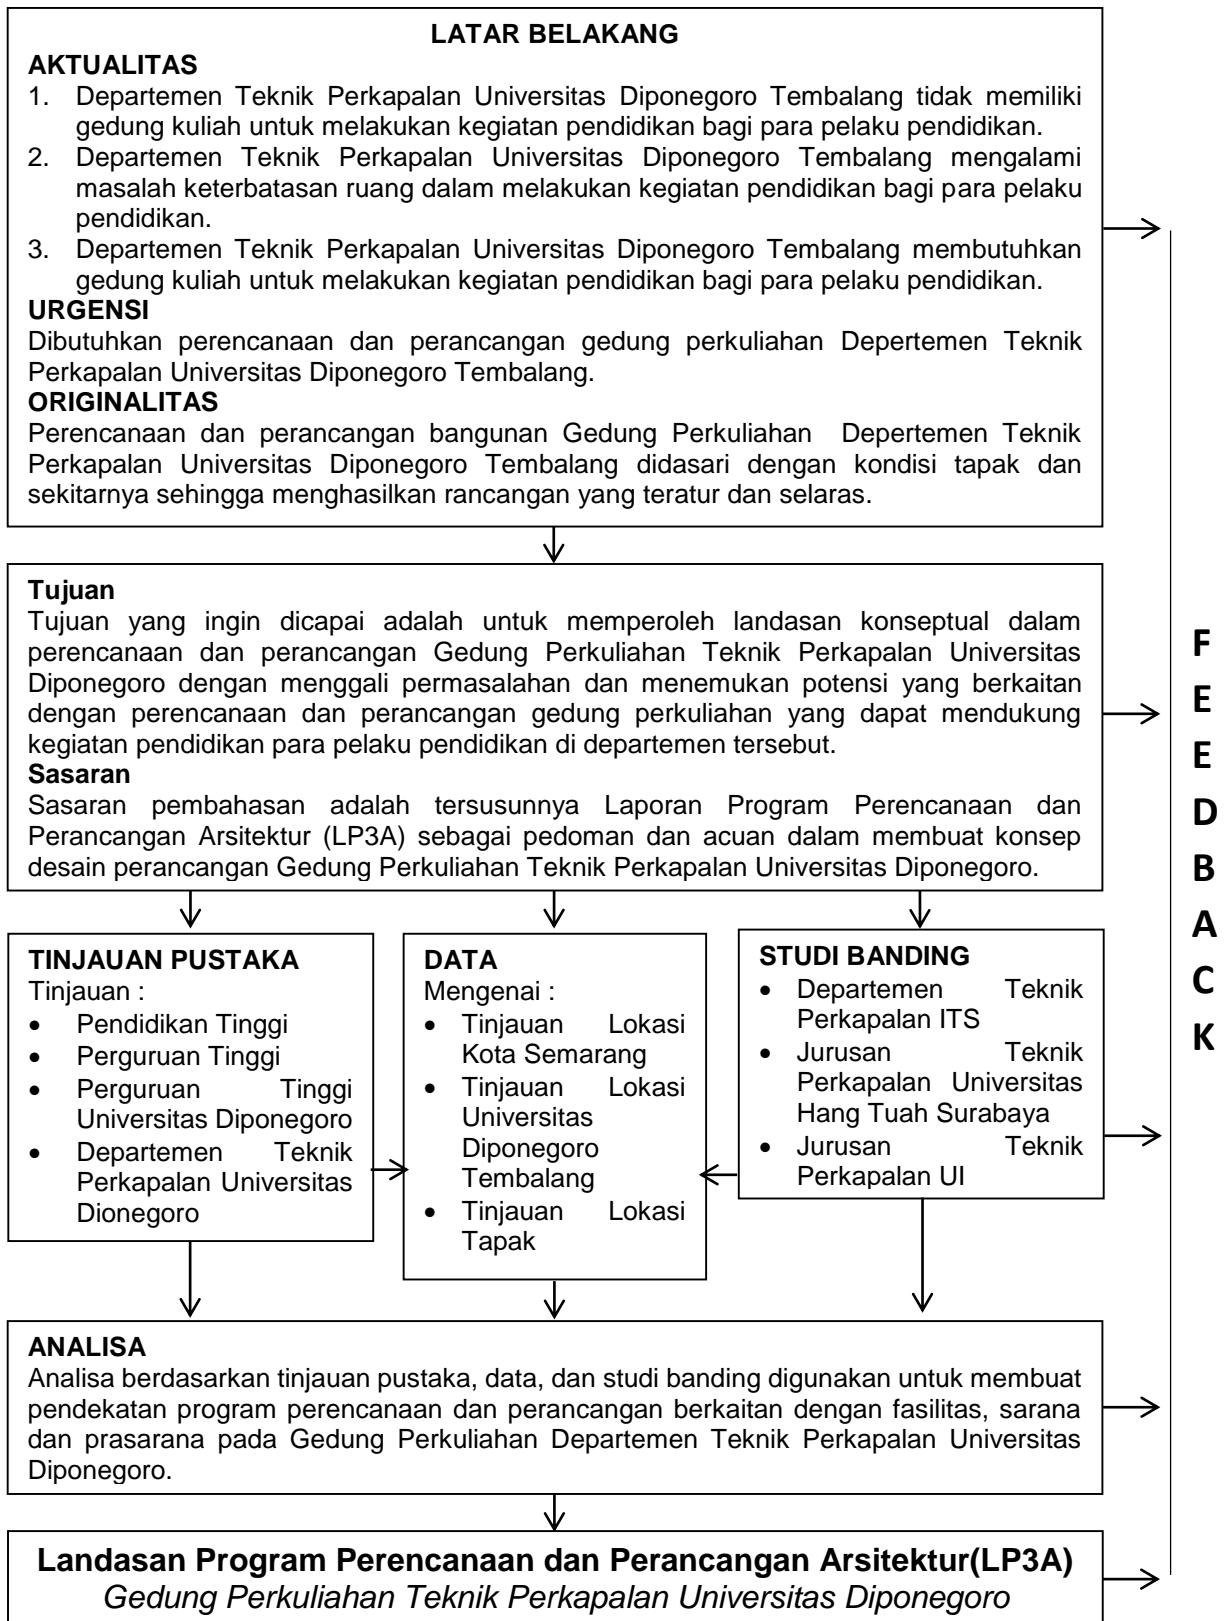 LATAR BELAKANG
AKTUALITAS
1. Departemen Teknik Perkapalan Universitas Diponegoro Tembalang tidak memiliki
gedung kuliah untuk melakukan kegiatan pendidikan bagi para pelaku pendidikan.
2. Departemen Teknik Perkapalan Universitas Diponegoro Tembalang mengalami
masalah keterbatasan ruang dalam melakukan kegiatan pendidikan bagi para pelaku
pendidikan.
3. Departemen Teknik Perkapalan Universitas Diponegoro Tembalang membutuhkan
gedung kuliah untuk melakukan kegiatan pendidikan bagi para pelaku pendidikan.
URGENSI
Dibutuhkan perencanaan dan perancangan gedung perkuliahan Depertemen Teknik
Perkapalan Universitas Diponegoro Tembalang.
ORIGINALITAS
Perencanaan dan perancangan bangunan Gedung Perkuliahan Depertemen Teknik
Perkapalan Universitas Diponegoro Tembalang didasari dengan kondisi tapak dan
sekitarnya sehingga menghasilkan rancangan yang teratur dan selaras.
Tujuan
Tujuan yang ingin dicapai adalah untuk memperoleh landasan konseptual dalam
perencanaan dan perancangan Gedung Perkuliahan Teknik Perkapalan Universitas
Diponegoro dengan menggali permasalahan dan menemukan potensi yang berkaitan
dengan perencanaan dan perancangan gedung perkuliahan yang dapat mendukung
kegiatan pendidikan para pelaku pendidikan di departemen tersebut.
Sasaran
Sasaran pembahasan adalah tersusunnya Laporan Program Perencanaan dan
Perancangan Arsitektur (LP3A) sebagai pedoman dan acuan dalam membuat konsep
desain perancangan Gedung Perkuliahan Teknik Perkapalan Universitas Diponegoro.
TINJAUAN PUSTAKA
Tinjauan :
• Pendidikan Tinggi
• Perguruan Tinggi
• Perguruan Tinggi
Universitas Diponegoro
• Departemen Teknik
Perkapalan Universitas
Dionegoro
DATA
Mengenai :
• Tinjauan Lokasi
Kota Semarang
• Tinjauan Lokasi
Universitas
Diponegoro
Tembalang
• Tinjauan Lokasi
Tapak
STUDI BANDING
• Departemen Teknik
Perkapalan ITS
• Jurusan Teknik
Perkapalan Universitas
Hang Tuah Surabaya
• Jurusan Teknik
Perkapalan UI
ANALISA
Analisa berdasarkan tinjauan pustaka, data, dan studi banding digunakan untuk membuat
pendekatan program perencanaan dan perancangan berkaitan dengan fasilitas, sarana
dan prasarana pada Gedung Perkuliahan Departemen Teknik Perkapalan Universitas
Diponegoro.
Landasan Program Perencanaan dan Perancangan Arsitektur(LP3A)
Gedung Perkuliahan Teknik Perkapalan Universitas Diponegoro
F
E
E
D
B
A
C
K